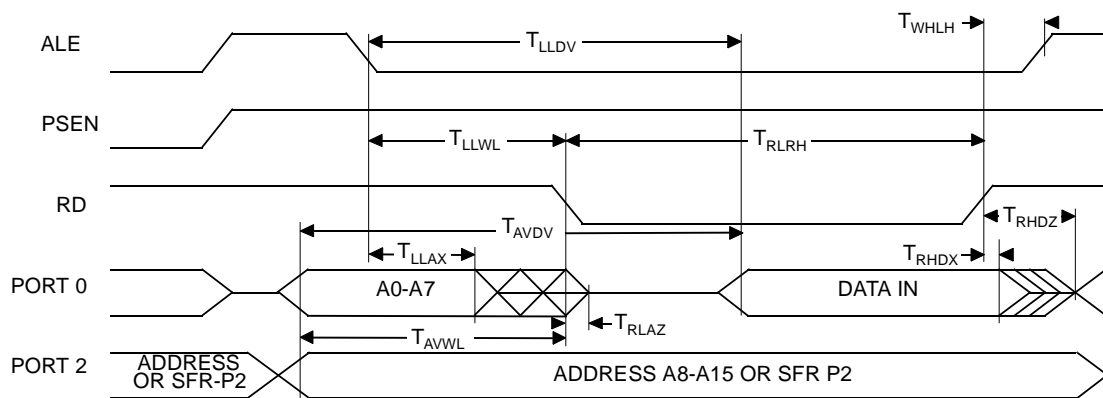 ALE
T_LLDV
T_WHLH
PSEN
T_LLWL
T_RLRH
RD
T_AVDV
T_RHDZ
T_LLAX
T_RHDX
PORT 0
A0-A7
DATA IN
T_RLAZ
T_AVWL
PORT 2
ADDRESS
OR SFR-P2
ADDRESS A8-A15 OR SFR P2